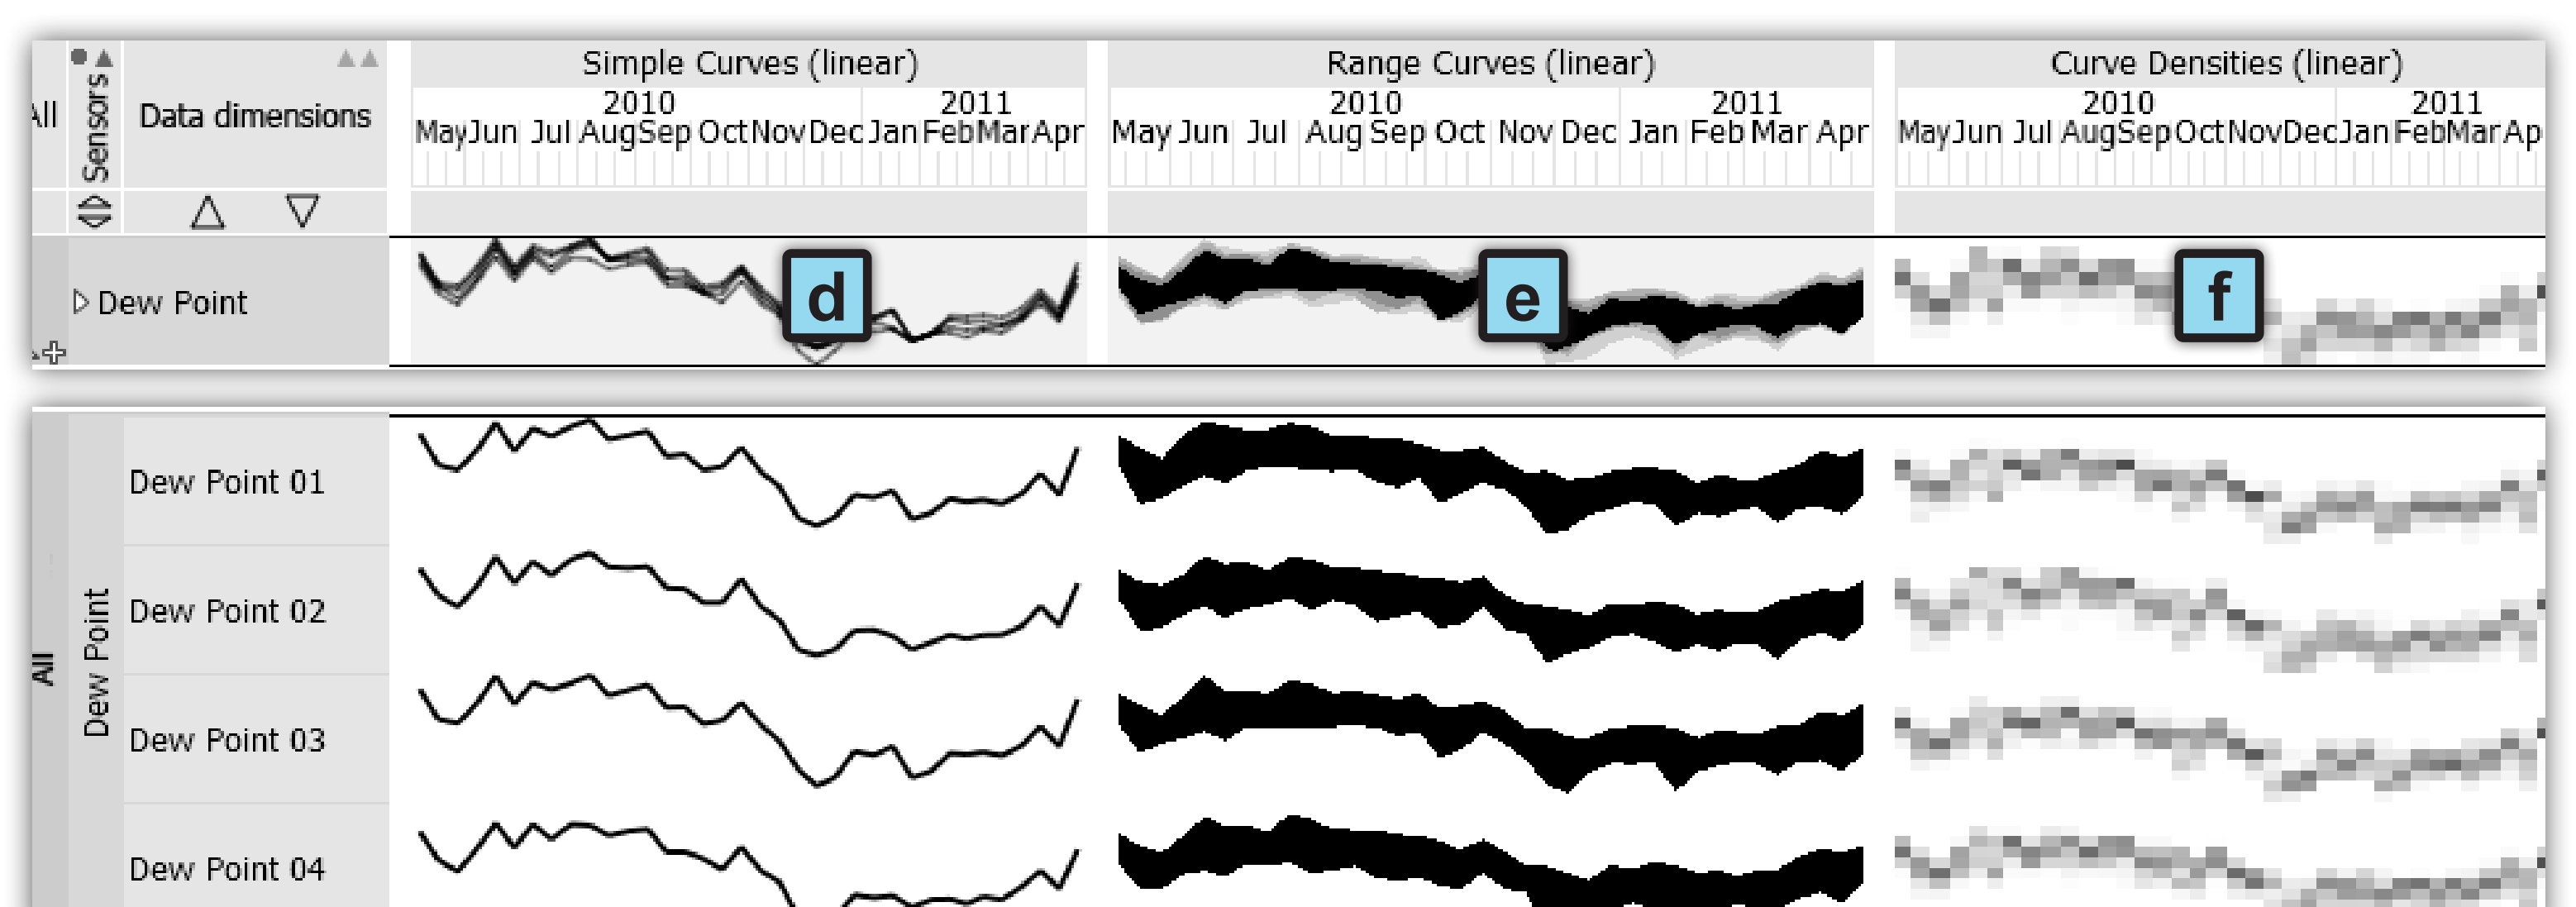 Simple Curves (linear) Range Curves (linear) Curve Densities (linear)
2010 2011 2010 2011 2010 2011
All Sensors Data dimensions
May Jun Jul Aug Sep Oct Nov Dec Jan Feb Mar Apr May Jun Jul Aug Sep Oct Nov Dec Jan Feb Mar Apr May Jun Jul Aug Sep Oct Nov Dec Jan Feb Mar Ap
Dew Point
d e f
All
Dew Point
Dew Point 01
Dew Point 02
Dew Point 03
Dew Point 04